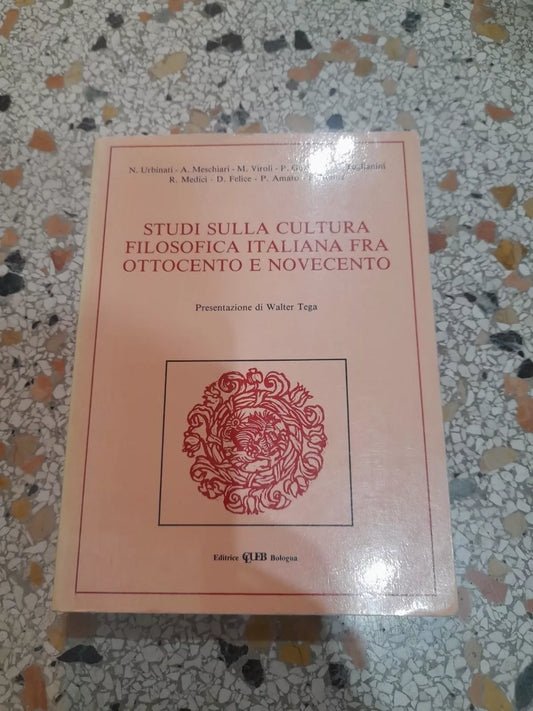 N. Urbinati - A. Meschiari - M. Viroli - P.
R. Medici - D. Felice - P. Amato
STUDI SULLA CULTURA
FILOSOFICA ITALIANA FRA
OTTOCENTO E NOVECENTO
Presentazione di Walter Tega
Editrice CLUEB Bologna